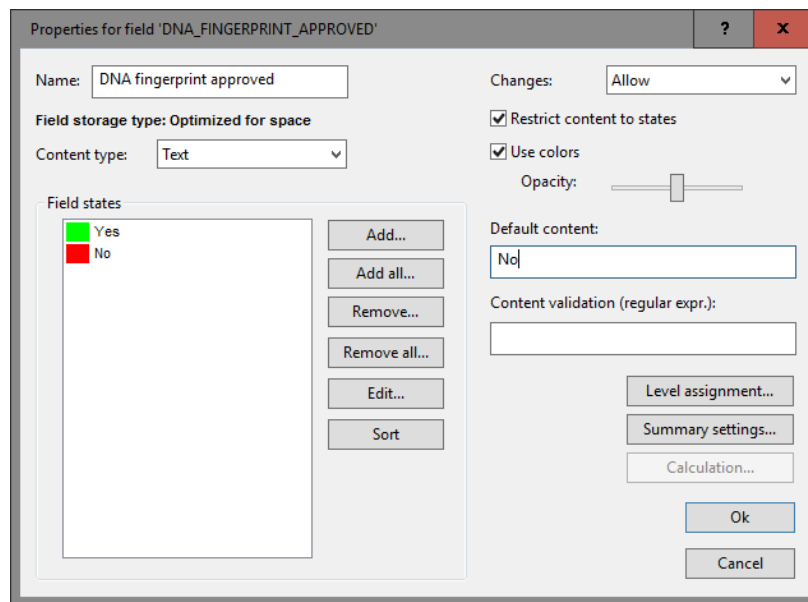 Properties for field 'DNA_FINGERPRINT_APPROVED'
?
x
Name:
DNA fingerprint approved
Field storage type: Optimized for space
Content type:
Text
Field states
Yes
No
Add...
Add all...
Remove...
Remove all...
Edit...
Sort
Changes:
Allow
Restrict content to states
Use colors
Opacity:
Default content:
No
Content validation (regular expr.):
Level assignment...
Summary settings...
Calculation...
Ok
Cancel